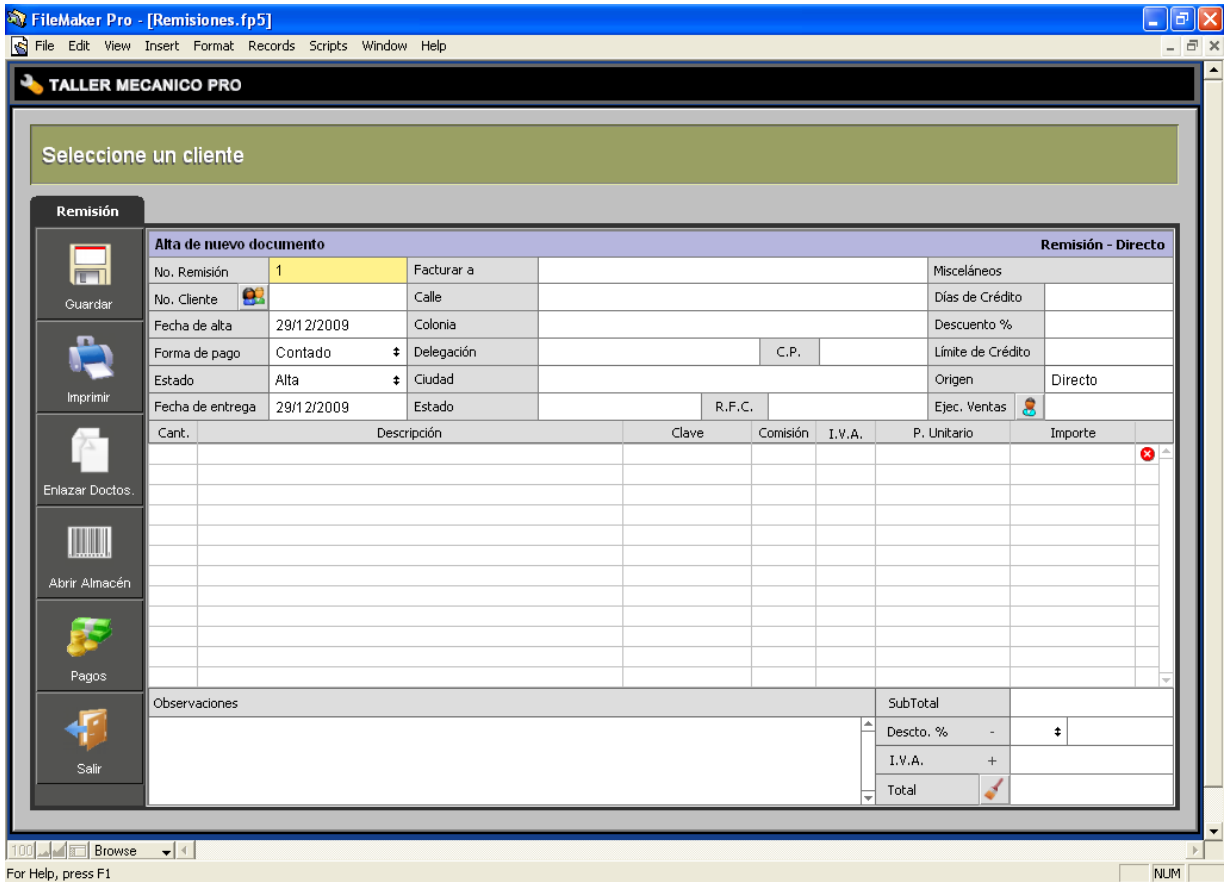 FileMaker Pro - [Remisiones.fp5]
File Edit View Insert Format Records Scripts Window Help
TALLER MECANICO PRO
Seleccione un cliente
Remisión
Guardar
Imprimir
Enlazar Doctos.
Abrir Almacén
Pagos
Salir
Alta de nuevo documento Remisión - Directo
No. Remisión 1 Facturar a Misceláneos
No. Cliente Calle Días de Crédito
Fecha de alta 29/12/2009 Colonia Descuento %
Forma de pago Contado Delegación C.P. Límite de Crédito
Estado Alta Ciudad Origen Directo
Fecha de entrega 29/12/2009 Estado R.F.C. Ejec. Ventas
Cant. Descripción Clave Comisión I.V.A. P. Unitario Importe
Observaciones SubTotal
Descto. % -
I.V.A. +
Total
100 Browse
For Help, press F1 NUM